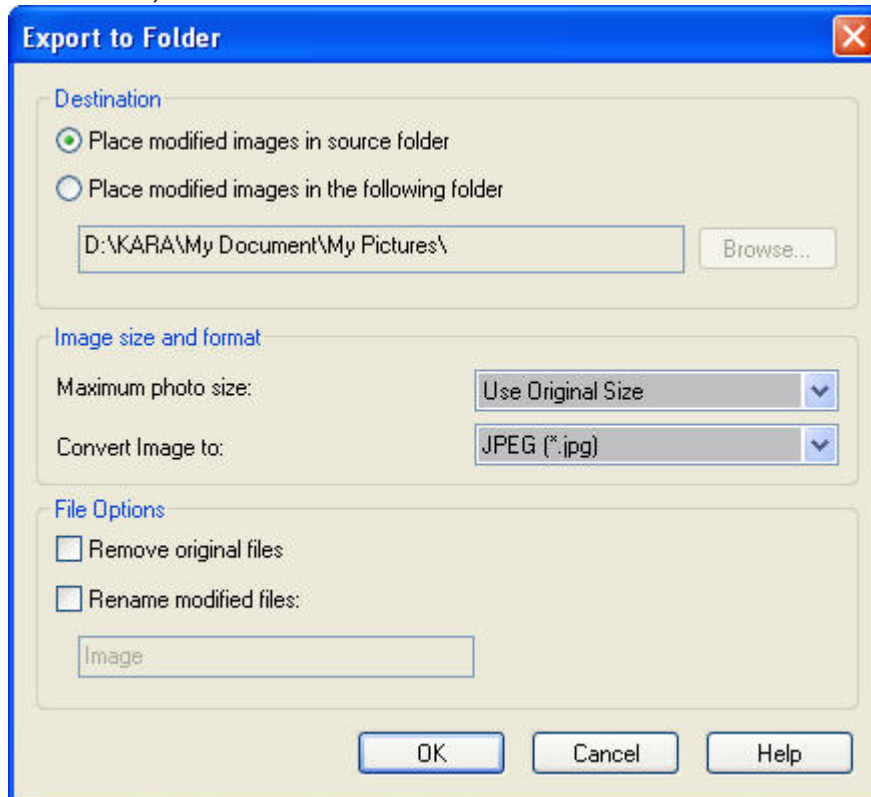 Export to Folder
Destination
Place modified images in source folder
Place modified images in the following folder
D:\KARA\My Document\My Pictures\
Browse...
Image size and format
Maximum photo size:
Use Original Size
Convert Image to:
JPEG (*.jpg)
File Options
Remove original files
Rename modified files:
Image
OK
Cancel
Help